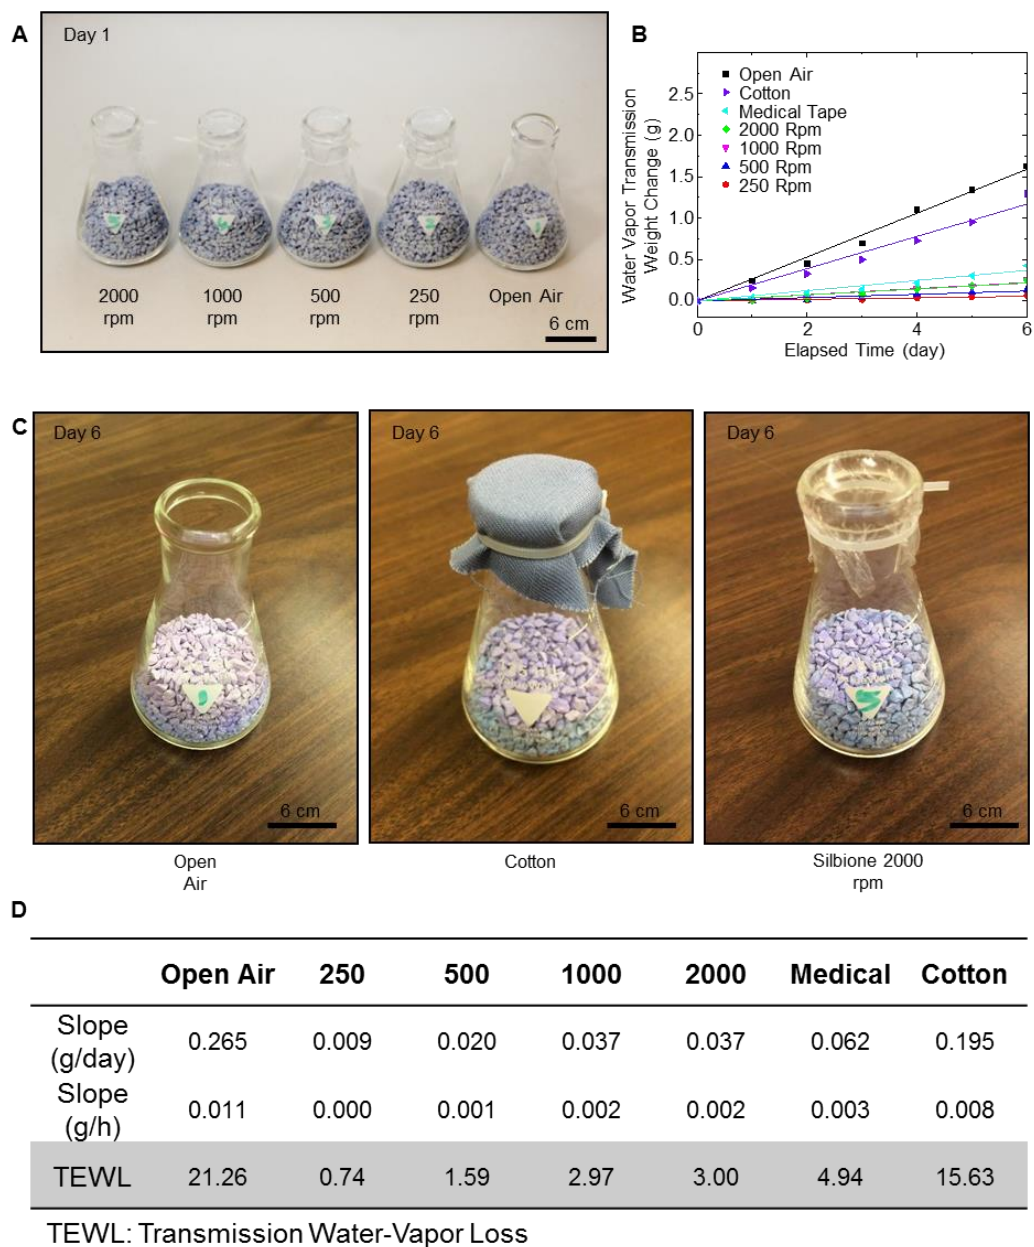 A
Day 1
5
3
2
1
2000
rpm
1000
rpm
500
rpm
250
rpm
Open Air
6 cm
B
Water Vapor Transmission
Weight Change (g)
2.5
2.0
1.5
1.0
0.5
0.0
Open Air
Cotton
Medical Tape
2000 Rpm
1000 Rpm
500 Rpm
250 Rpm
0 2 4 6
Elapsed Time (day)
C
Day 6
6 cm
Open
Air
Day 6
6 cm
Cotton
Day 6
5
6 cm
Silbione 2000
rpm
D
Open Air 250 500 1000 2000 Medical Cotton
Slope
(g/day) 0.265 0.009 0.020 0.037 0.037 0.062 0.195
Slope
(g/h) 0.011 0.000 0.001 0.002 0.002 0.003 0.008
TEWL 21.26 0.74 1.59 2.97 3.00 4.94 15.63
TEWL: Transmission Water-Vapor Loss